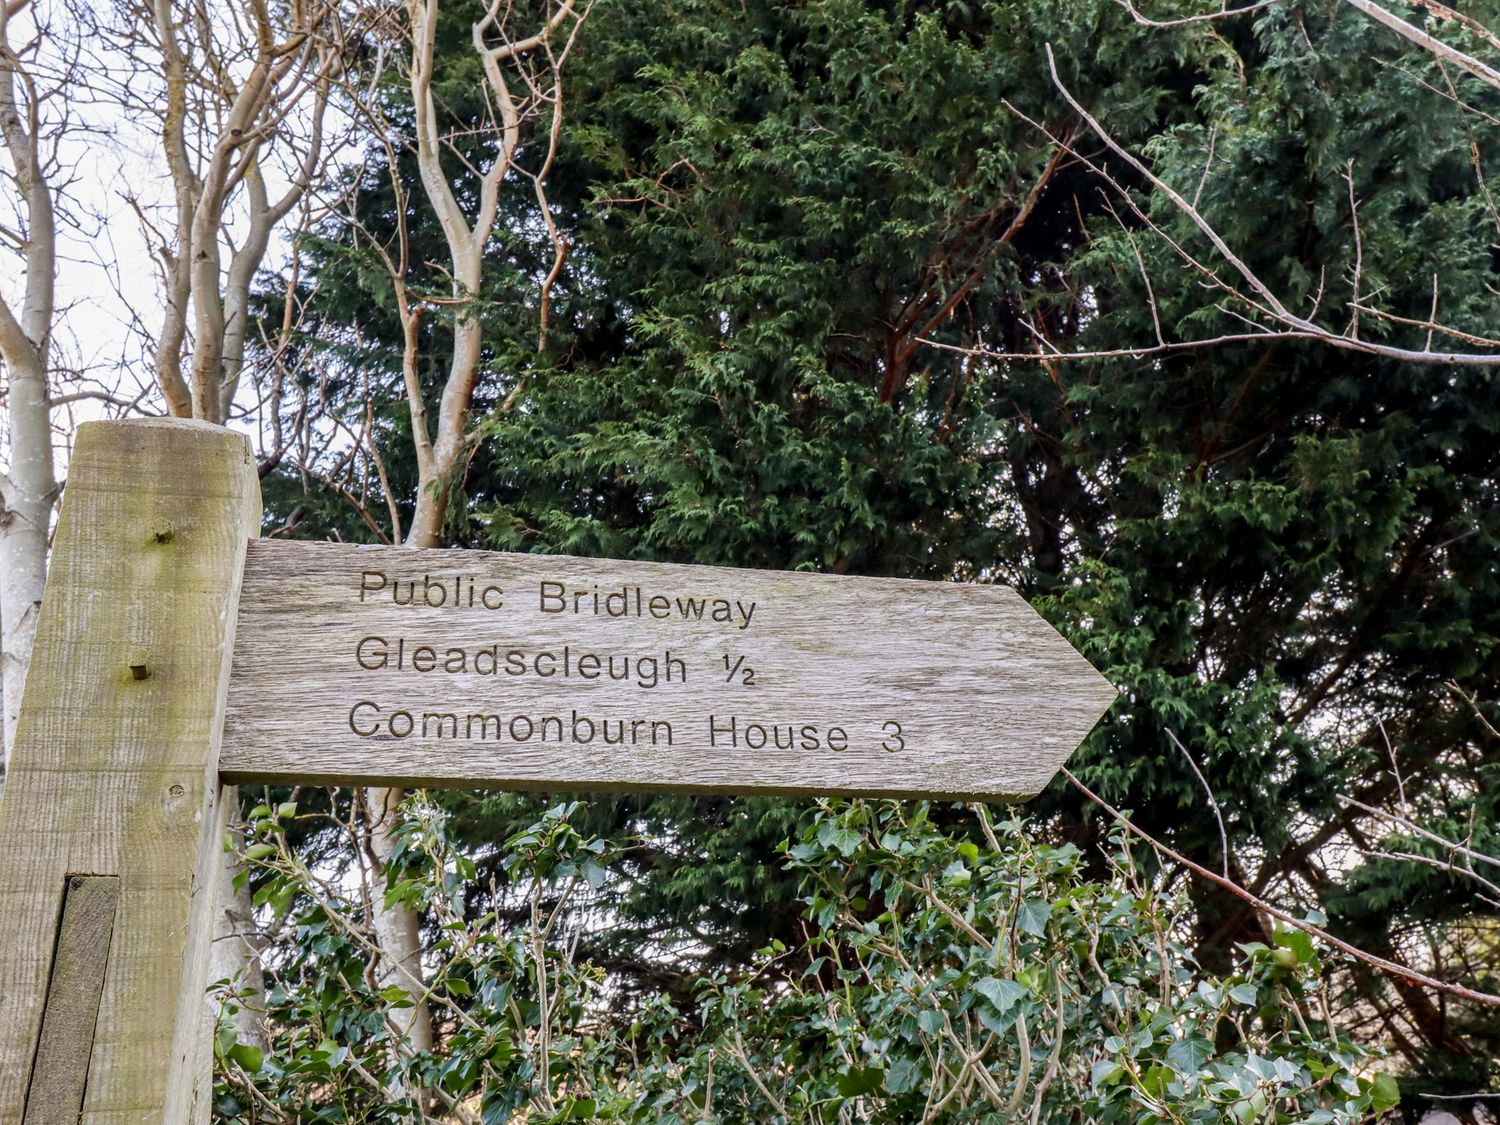 Public Bridleway
Gleadscleugh ½
Commonburn House 3